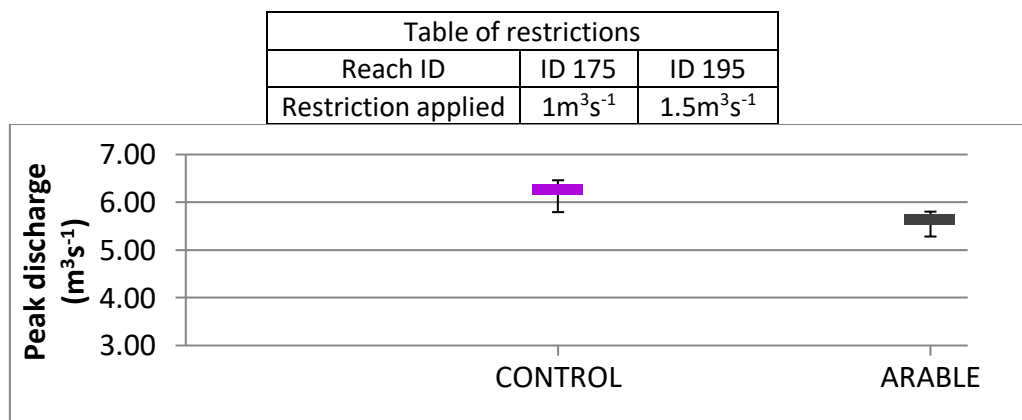 Table of restrictions
Reach ID ID 175 ID 195
Restriction applied 1m³s⁻¹ 1.5m³s⁻¹
Peak discharge
(m³s⁻¹)
7.00
6.00
5.00
4.00
3.00
CONTROL ARABLE